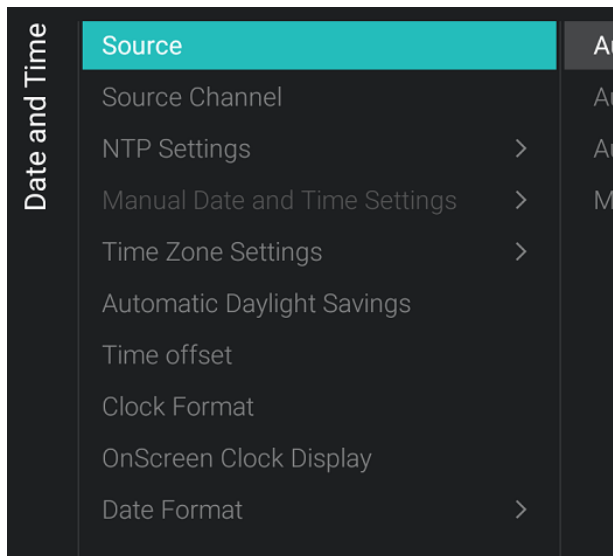 Date and Time
Source
Source Channel
NTP Settings
Manual Date and Time Settings
Time Zone Settings
Automatic Daylight Savings
Time offset
Clock Format
OnScreen Clock Display
Date Format